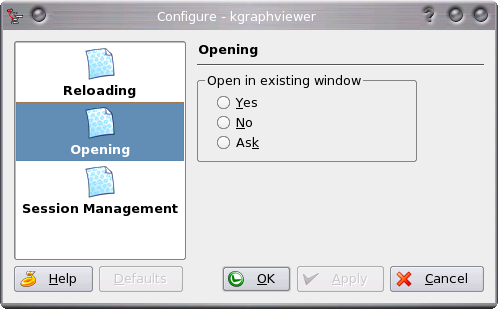 Configure - kgraphviewer
Reloading
Opening
Session Management
Opening
Open in existing window
Yes
No
Ask
Help Defaults OK Apply Cancel